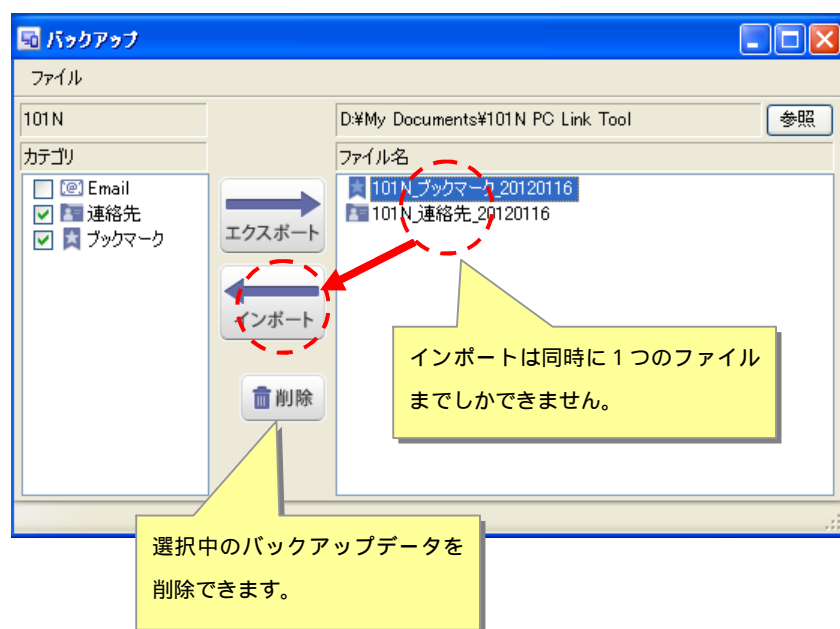 バックアップ
ファイル
101N
D:¥My Documents¥101N PC Link Tool
参照
カテゴリ
ファイル名
Email
連絡先
ブックマーク
エクスポート
インポート
削除
101N_ブックマーク_20120116
101N_連絡先_20120116
インポートは同時に１つのファイル
までしかできません。
選択中のバックアップデータを
削除できます。